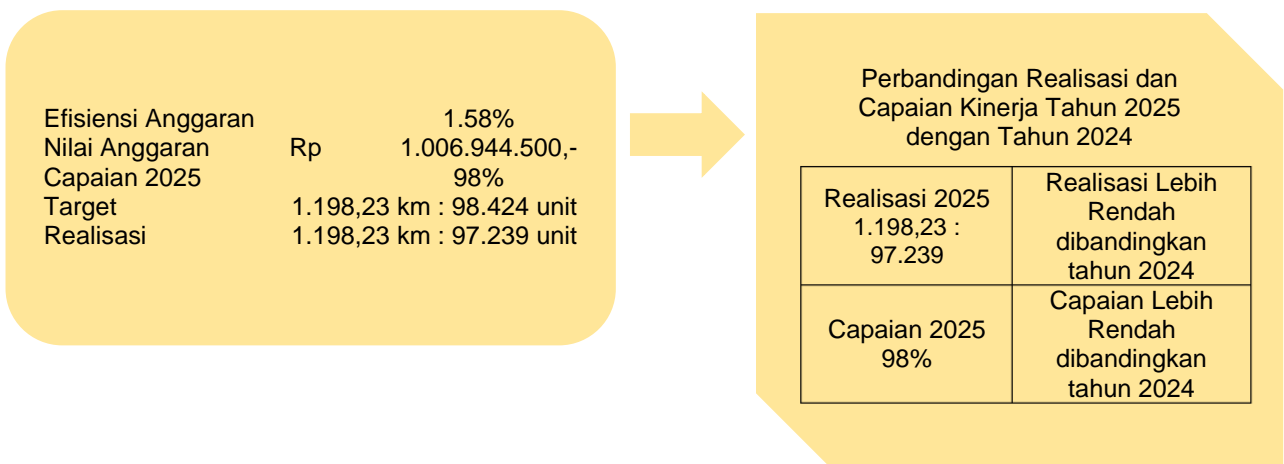 Efisiensi Anggaran 1.58%
Nilai Anggaran Rp 1.006.944.500,-
Capaian 2025 98%
Target 1.198,23 km : 98.424 unit
Realisasi 1.198,23 km : 97.239 unit
Perbandingan Realisasi dan
Capaian Kinerja Tahun 2025
dengan Tahun 2024
Realisasi 2025
1.198,23 :
97.239
Realisasi Lebih
Rendah
dibandingkan
tahun 2024
Capaian 2025
98%
Capaian Lebih
Rendah
dibandingkan
tahun 2024